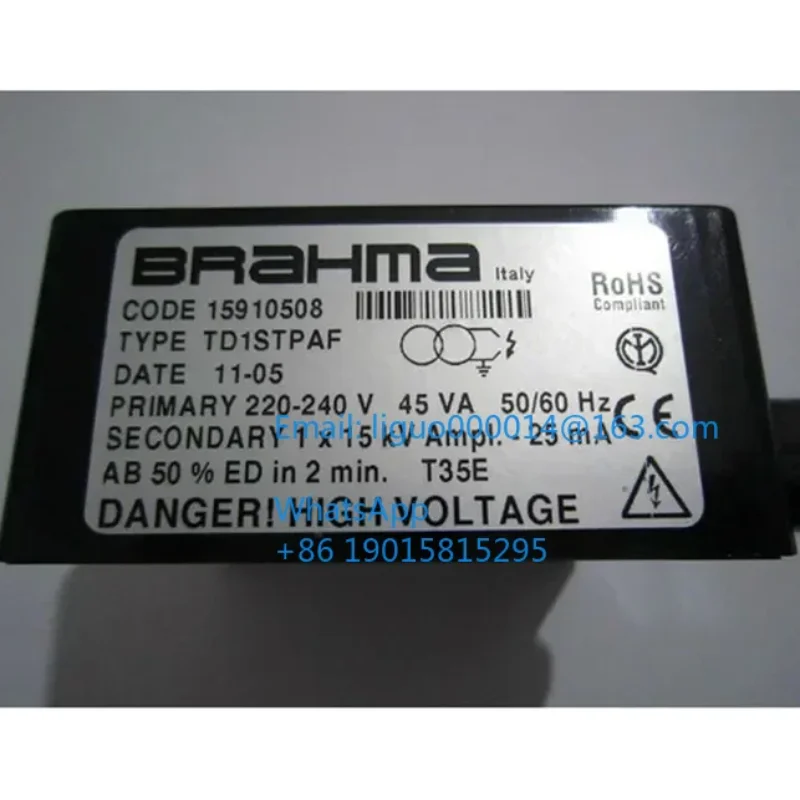 BRAHMA Italy
RoHS
Compliant
CODE 15910508
TYPE TD1STPAF
DATE 11-05
PRIMARY 220-240 V 45 VA 50/60 Hz CE
Email: liguo000014@163.com
SECONDARY 1 x 15 kV Ampl. - 25 mA
AB 50 % ED in 2 min. T35E
DANGER! HIGH VOLTAGE
WhatsApp
+86 19015815295